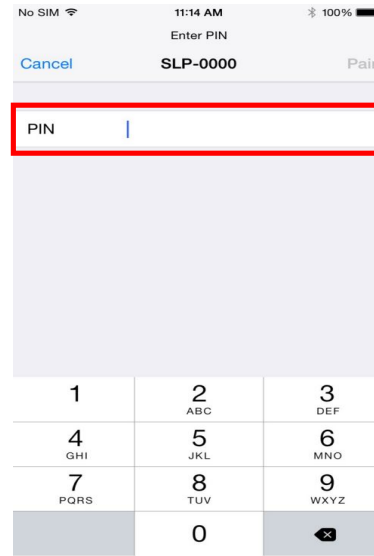 No SIM 11:14 AM 100%
Enter PIN
Cancel SLP-0000 Pair
PIN
1 2 3
ABC DEF
4 5 6
GHI JKL MNO
7 8 9
PQRS TUV WXYZ
0